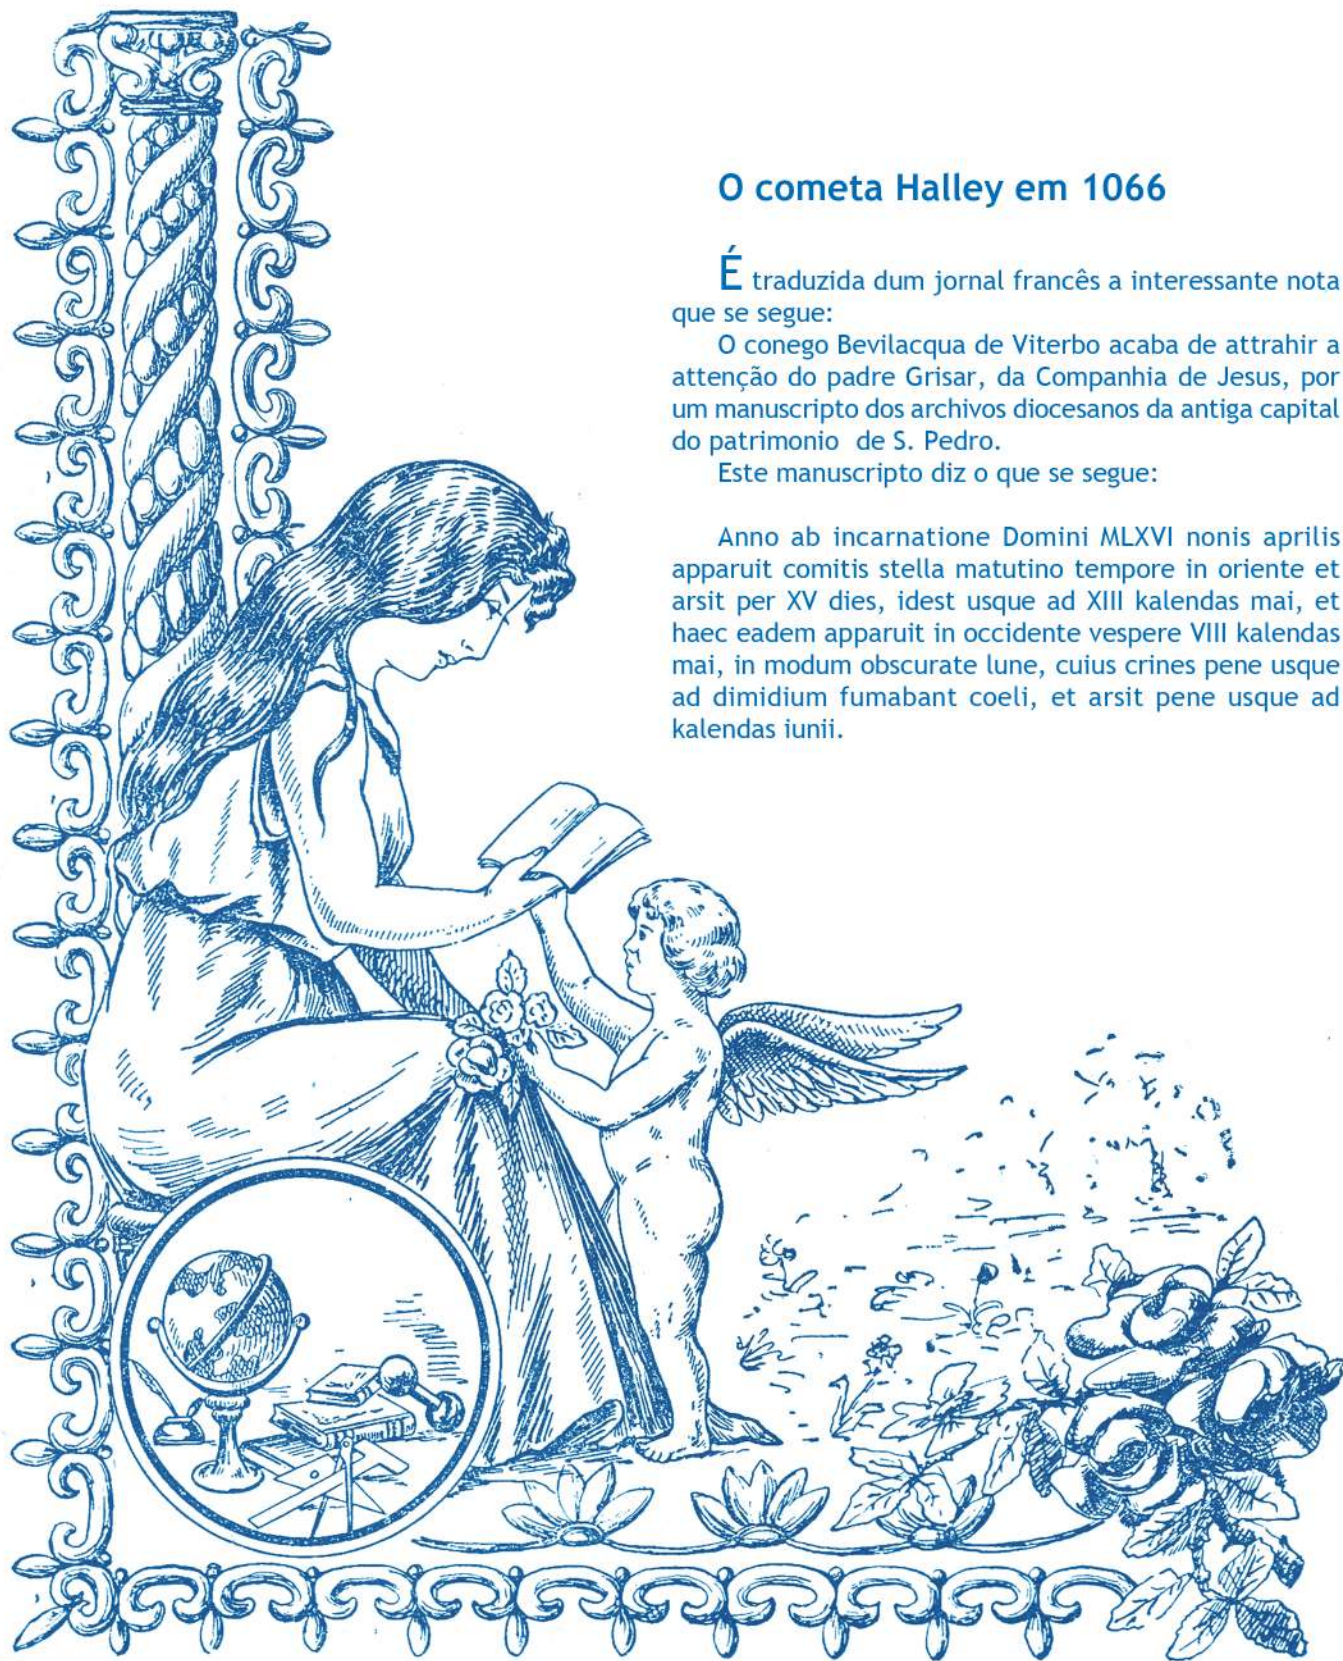 O cometa Halley em 1066
É traduzida dum jornal francês a interessante nota
que se segue:
O conego Bevilacqua de Viterbo acaba de attrahir a
attenção do padre Grisar, da Companhia de Jesus, por
um manuscripto dos archivos diocesanos da antiga capital
do patrimonio de S. Pedro.
Este manuscripto diz o que se segue:
Anno ab incarnatione Domini MLXVI nonis aprilis
apparuit comitis stella matutino tempore in oriente et
arsit per XV dies, idest usque ad XIII kalendas mai, et
haec eadem apparuit in occidente vespere VIII kalendas
mai, in modum obscurate lune, cuius crines pene usque
ad dimidium fumabant coeli, et arsit pene usque ad
kalendas iunii.